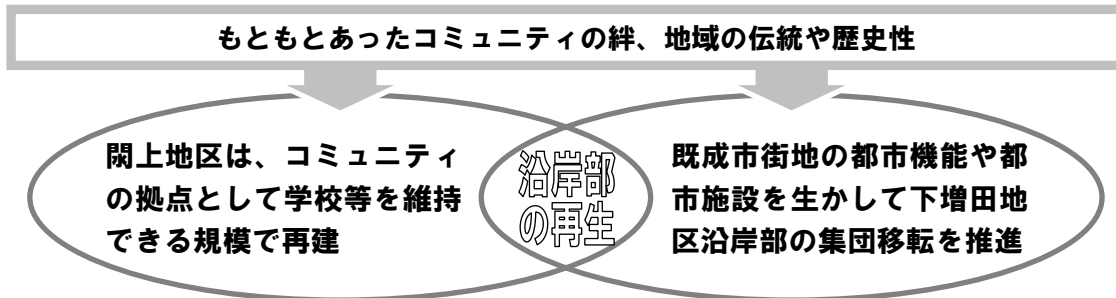 もともとあったコミュニティの絆、地域の伝統や歴史性
閖上地区は、コミュニティ
の拠点として学校等を維持
できる規模で再建
沿岸部
の再生
既成市街地の都市機能や都
市施設を生かして下増田地
区沿岸部の集団移転を推進